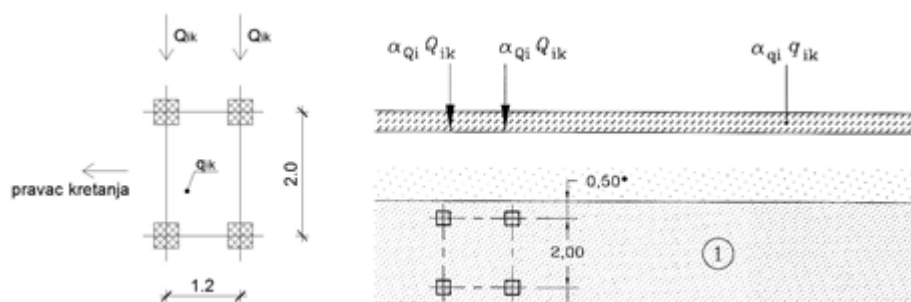 Qik Qik
qik
pravac kretanja
2.0
1.2
αQi Qik αQi Qik αqi qik
0,50*
2,00
1